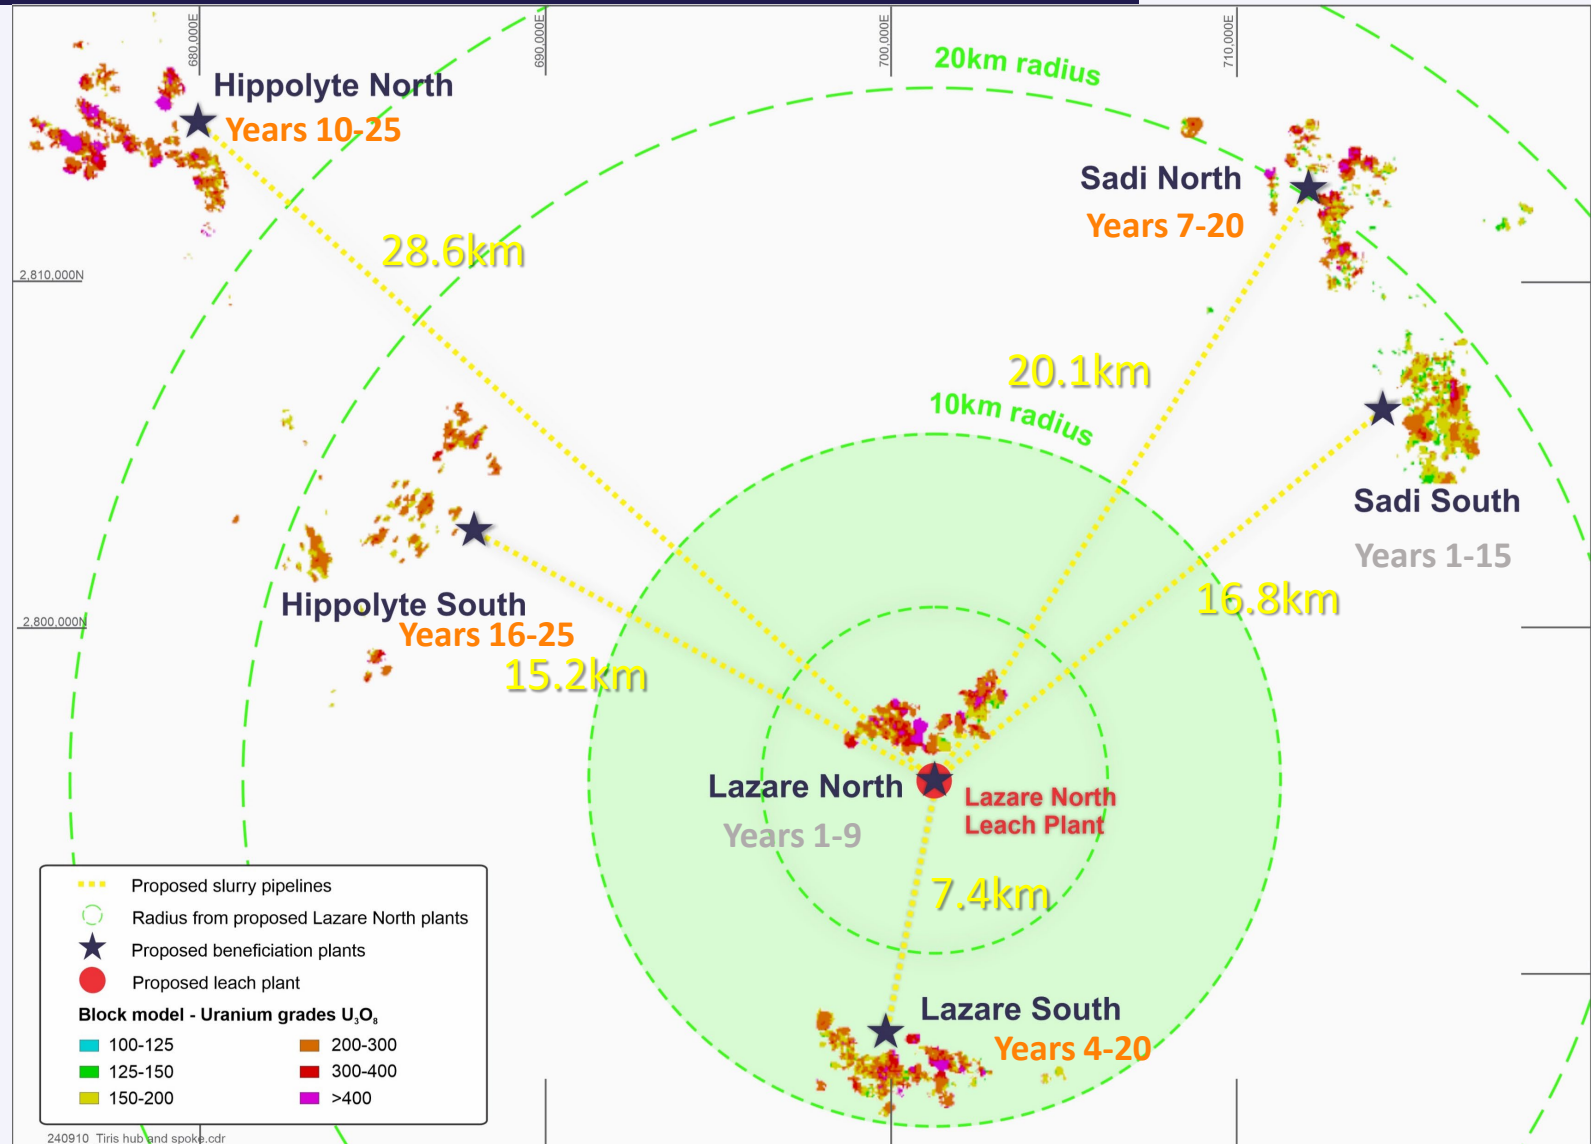 680,000E
690,000E
700,000E
710,000E
20km radius
Hippolyte North
Years 10-25
Sadi North
Years 7-20
28.6km
2,810,000N
20.1km
10km radius
Sadi South
Years 1-15
16.8km
Hippolyte South
2,800,000N
Years 16-25
15.2km
Lazare North
Years 1-9
Lazare North
Leach Plant
7.4km
Lazare South
Years 4-20
Proposed slurry pipelines
Radius from proposed Lazare North plants
Proposed beneficiation plants
Proposed leach plant
Block model - Uranium grades U₃O₈
100-125
200-300
125-150
300-400
150-200
>400
240910 Tiris hub and spoke.cdr